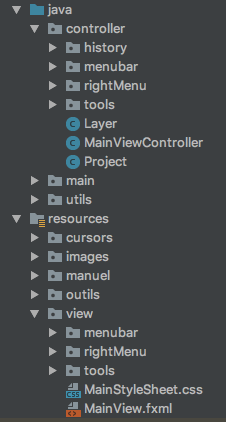 java
controller
history
menubar
rightMenu
tools
Layer
MainViewController
Project
main
utils
resources
cursors
images
manuel
outils
view
menubar
rightMenu
tools
MainStyleSheet.css
MainView.fxml